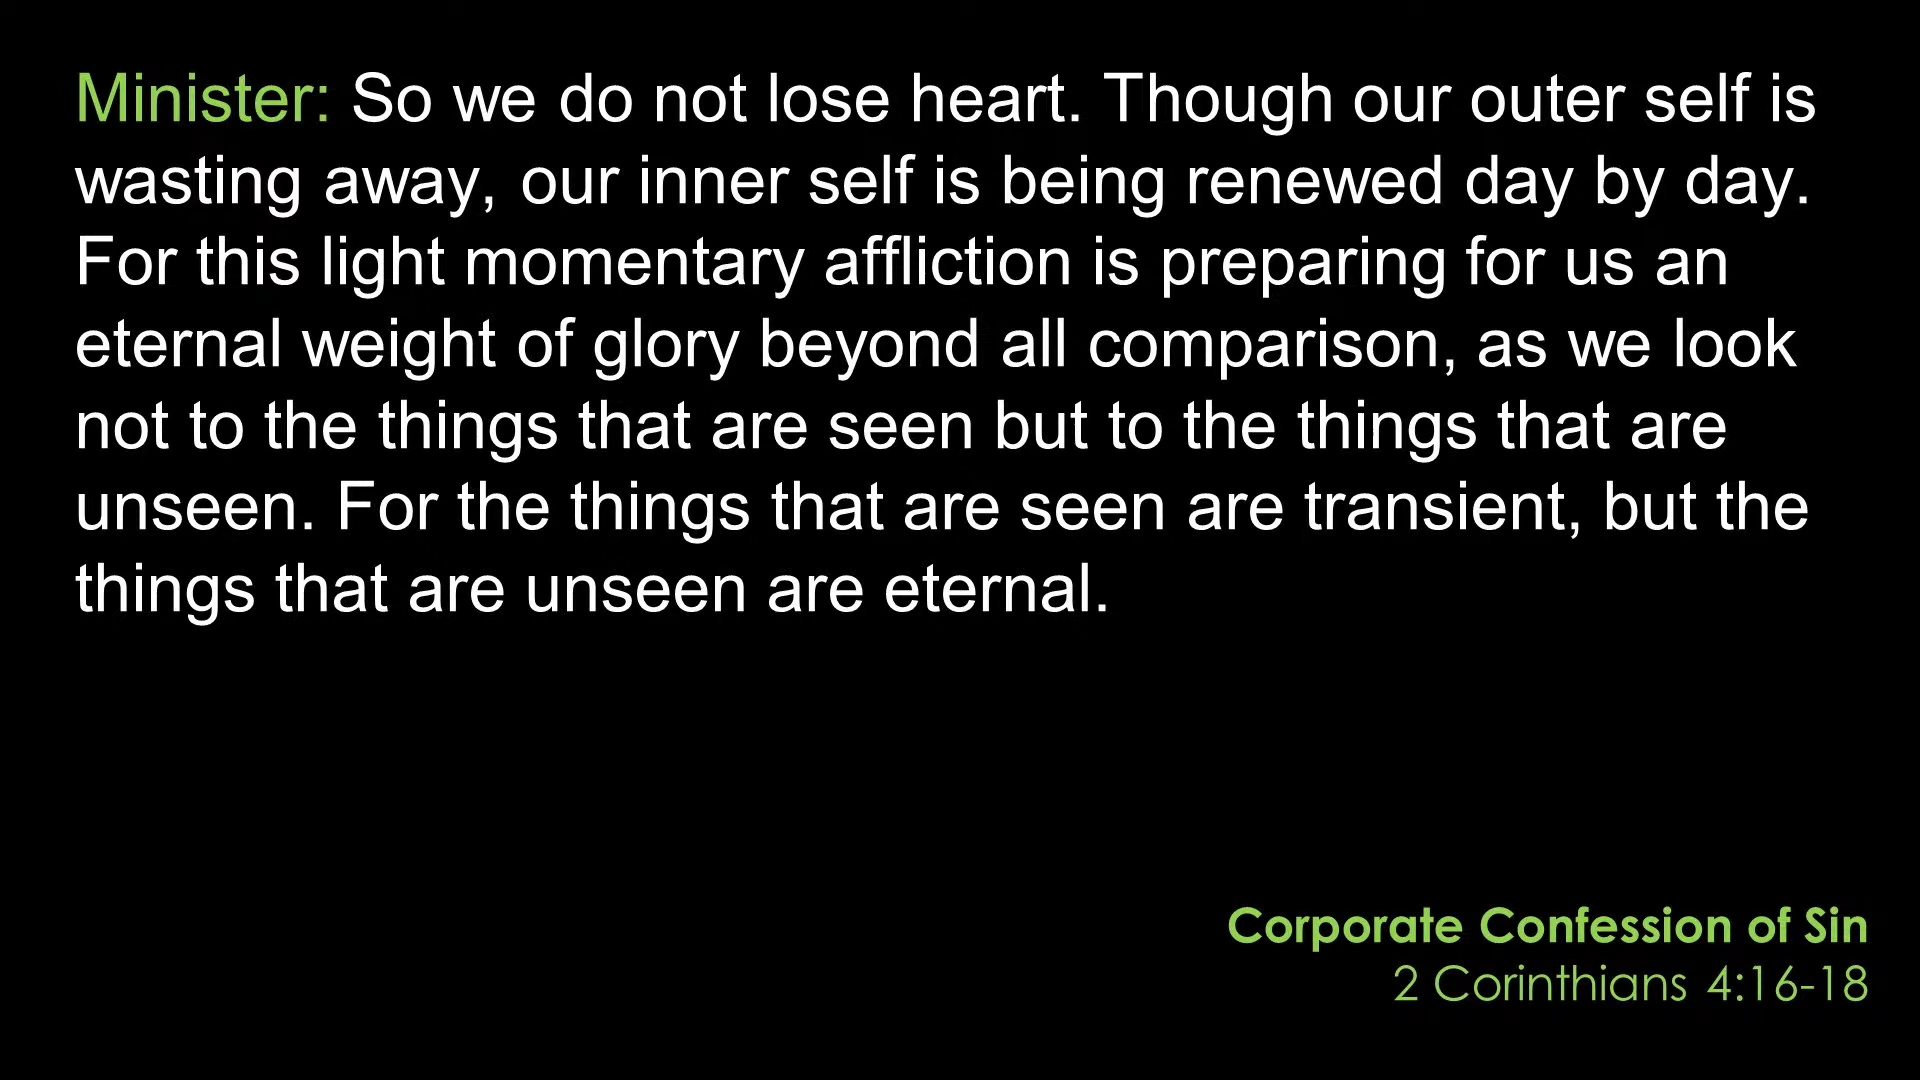 Minister: So we do not lose heart. Though our outer self is
wasting away, our inner self is being renewed day by day.
For this light momentary affliction is preparing for us an
eternal weight of glory beyond all comparison, as we look
not to the things that are seen but to the things that are
unseen. For the things that are seen are transient, but the
things that are unseen are eternal.
Corporate Confession of Sin
2 Corinthians 4:16-18